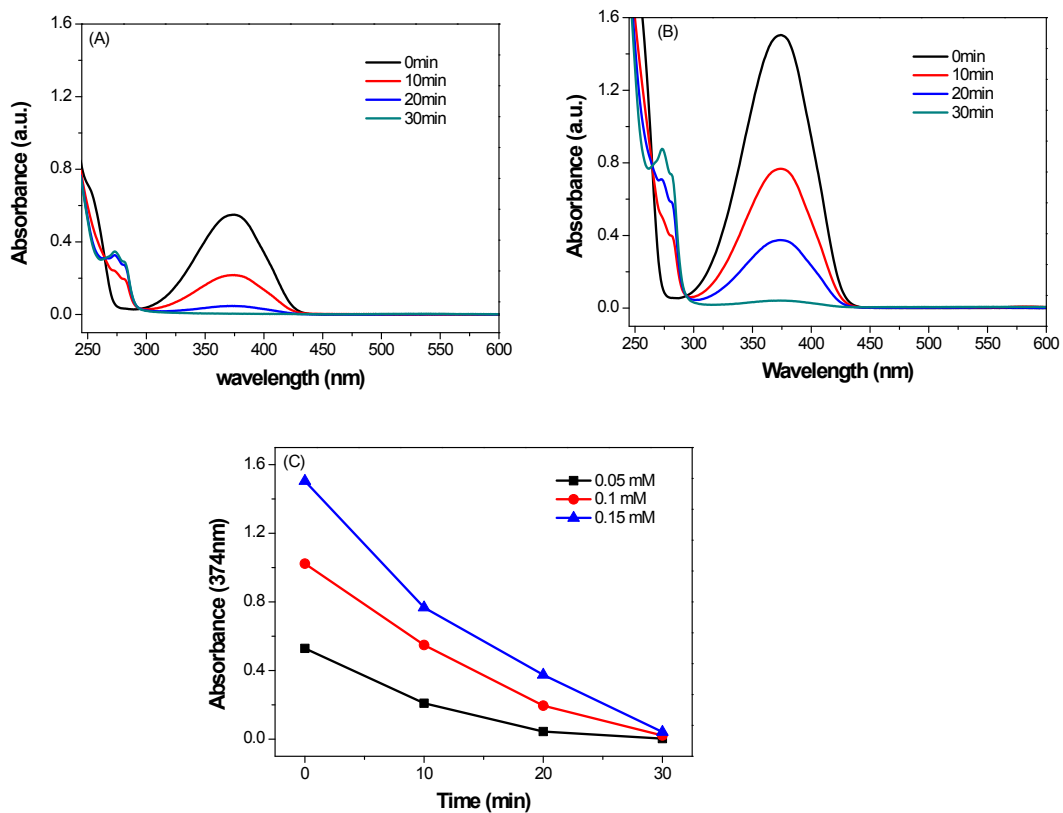 (A)
0min
10min
20min
30min
1.6
1.2
0.8
0.4
0.0
Absorbance (a.u.)
250 300 350 400 450 500 550 600
wavelength (nm)
(B)
0min
10min
20min
30min
1.6
1.2
0.8
0.4
0.0
Absorbance (a.u.)
250 300 350 400 450 500 550 600
Wavelength (nm)
(C)
0.05 mM
0.1 mM
0.15 mM
1.6
1.2
0.8
0.4
0.0
Absorbance (374nm)
0 10 20 30
Time (min)